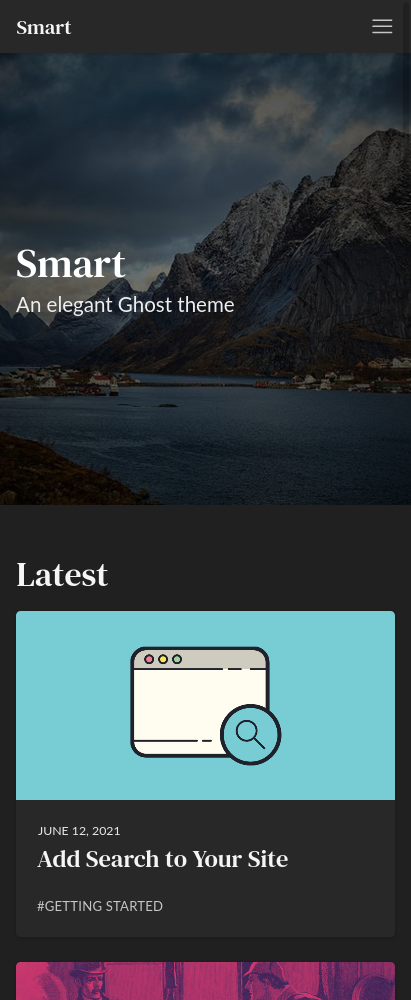 Smart
Smart
An elegant Ghost theme
Latest
JUNE 12, 2021
Add Search to Your Site
#GETTING STARTED